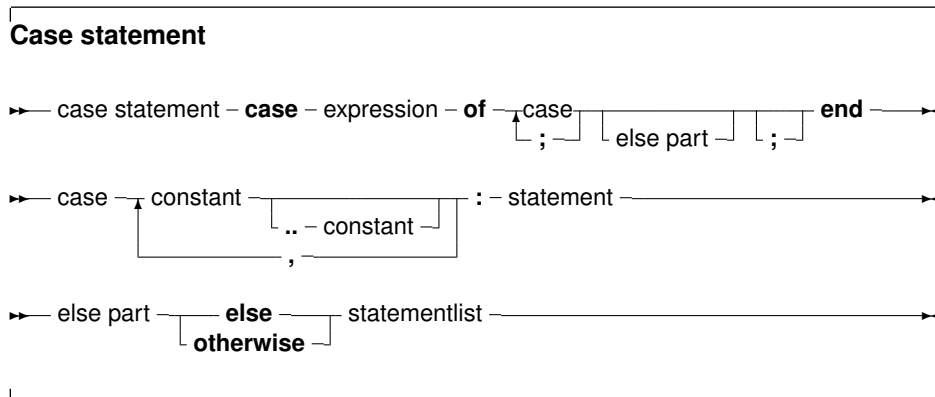 Case statement
case statement case expression of case else part ; end
;
case constant .. constant : statement
,
else part else statementlist
otherwise